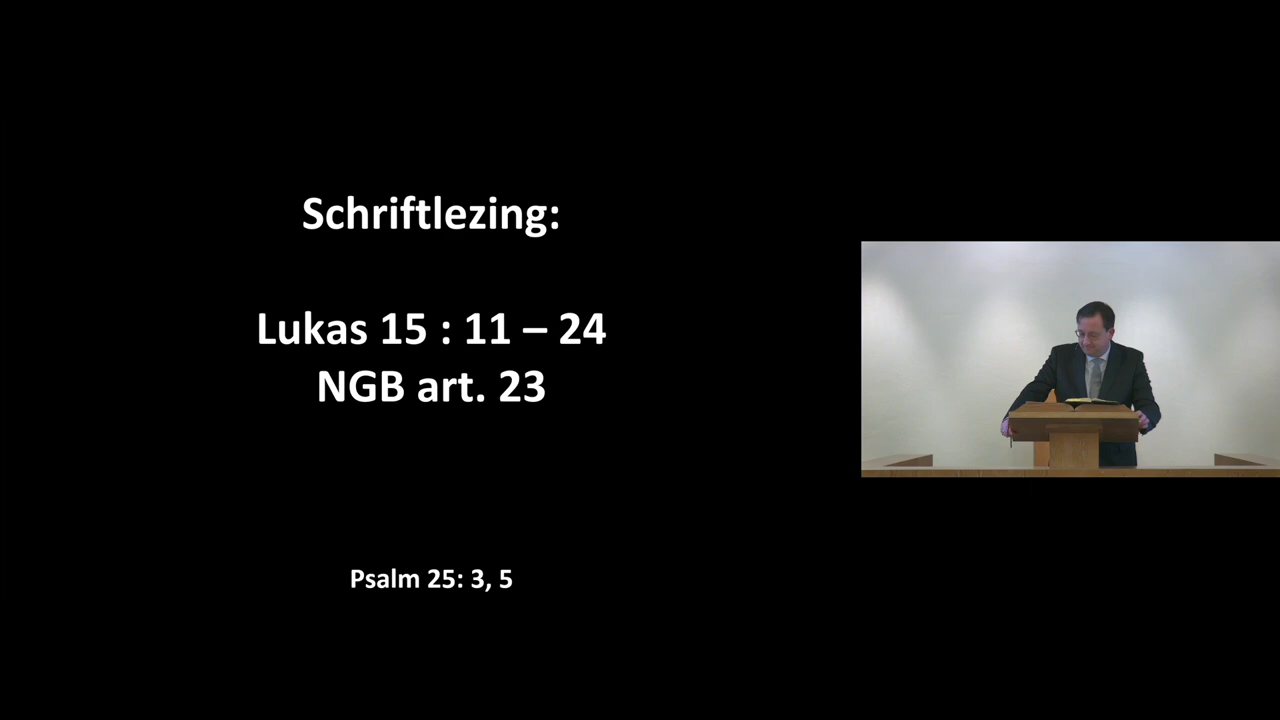 Schriftlezing:
Lukas 15 : 11 – 24
NGB art. 23
Psalm 25: 3, 5